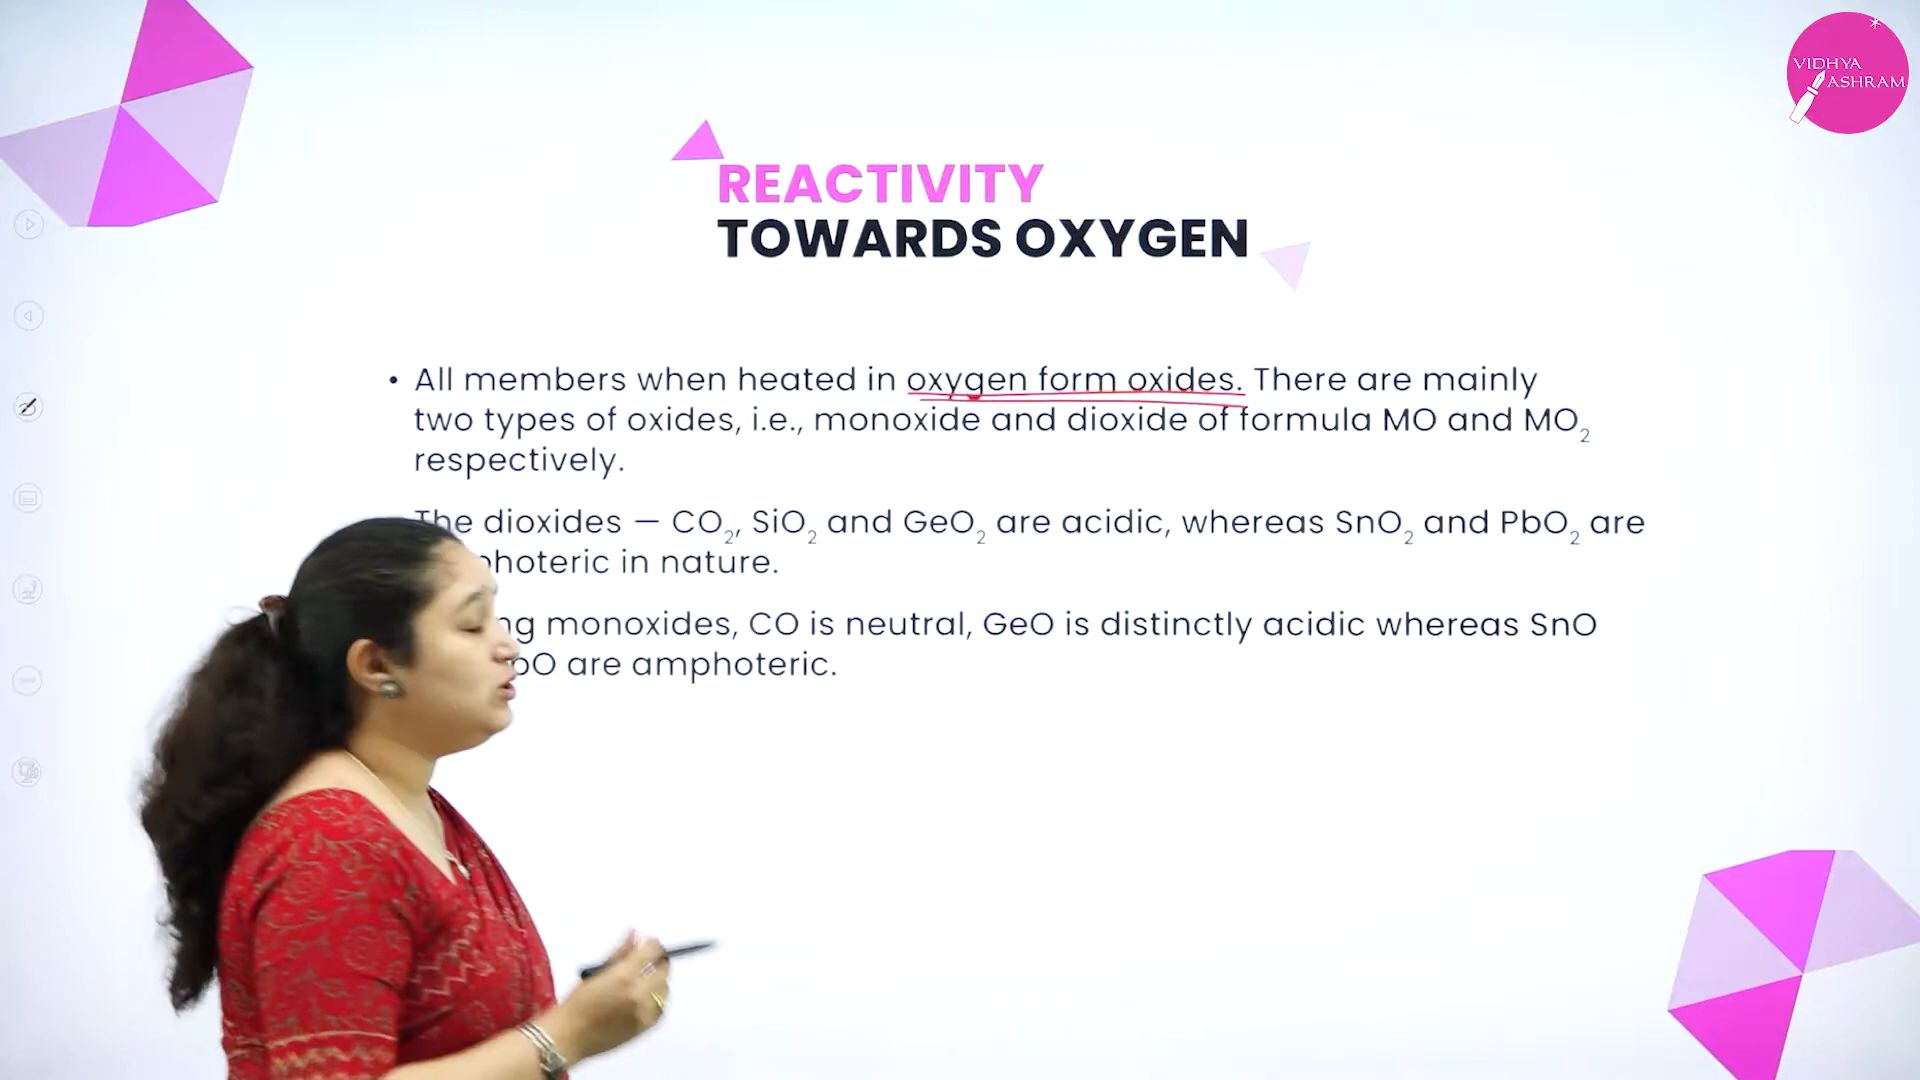 VIDHYA
ASHRAM
REACTIVITY
TOWARDS OXYGEN
• All members when heated in oxygen form oxides. There are mainly
two types of oxides, i.e., monoxide and dioxide of formula MO and MO₂
respectively.
The dioxides — CO₂, SiO₂ and GeO₂ are acidic, whereas SnO₂ and PbO₂ are
photeric in nature.
ng monoxides, CO is neutral, GeO is distinctly acidic whereas SnO
bO are amphoteric.